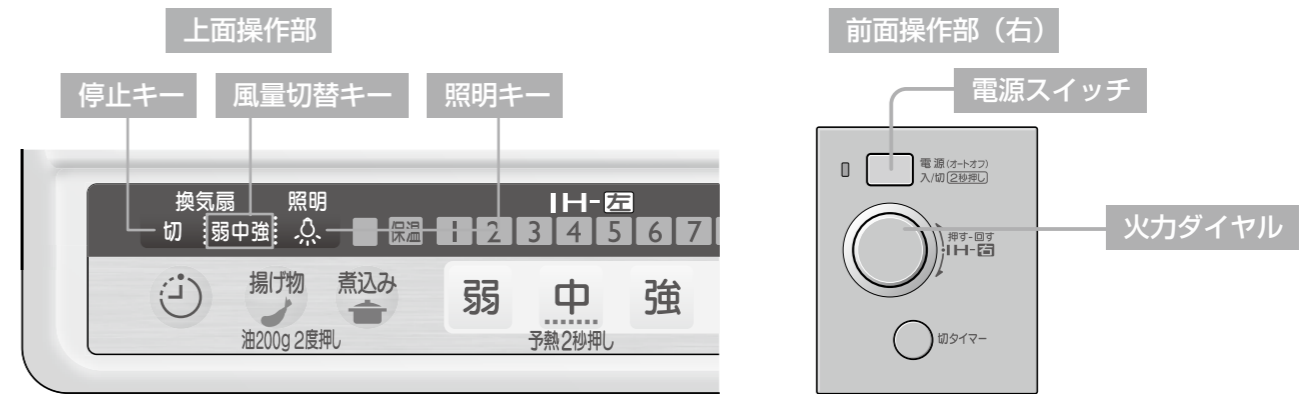 上面操作部
停止キー
風量切替キー
照明キー
換気扇
照明
切
弱中強
IH-左
保温
1 2 3 4 5 6 7
揚げ物
煮込み
油200g 2度押し
弱
中
強
予熱2秒押し
前面操作部（右）
電源スイッチ
電源(オートオフ)
入/切 2秒押し
火力ダイヤル
押す-回す
IH-右
切タイマー